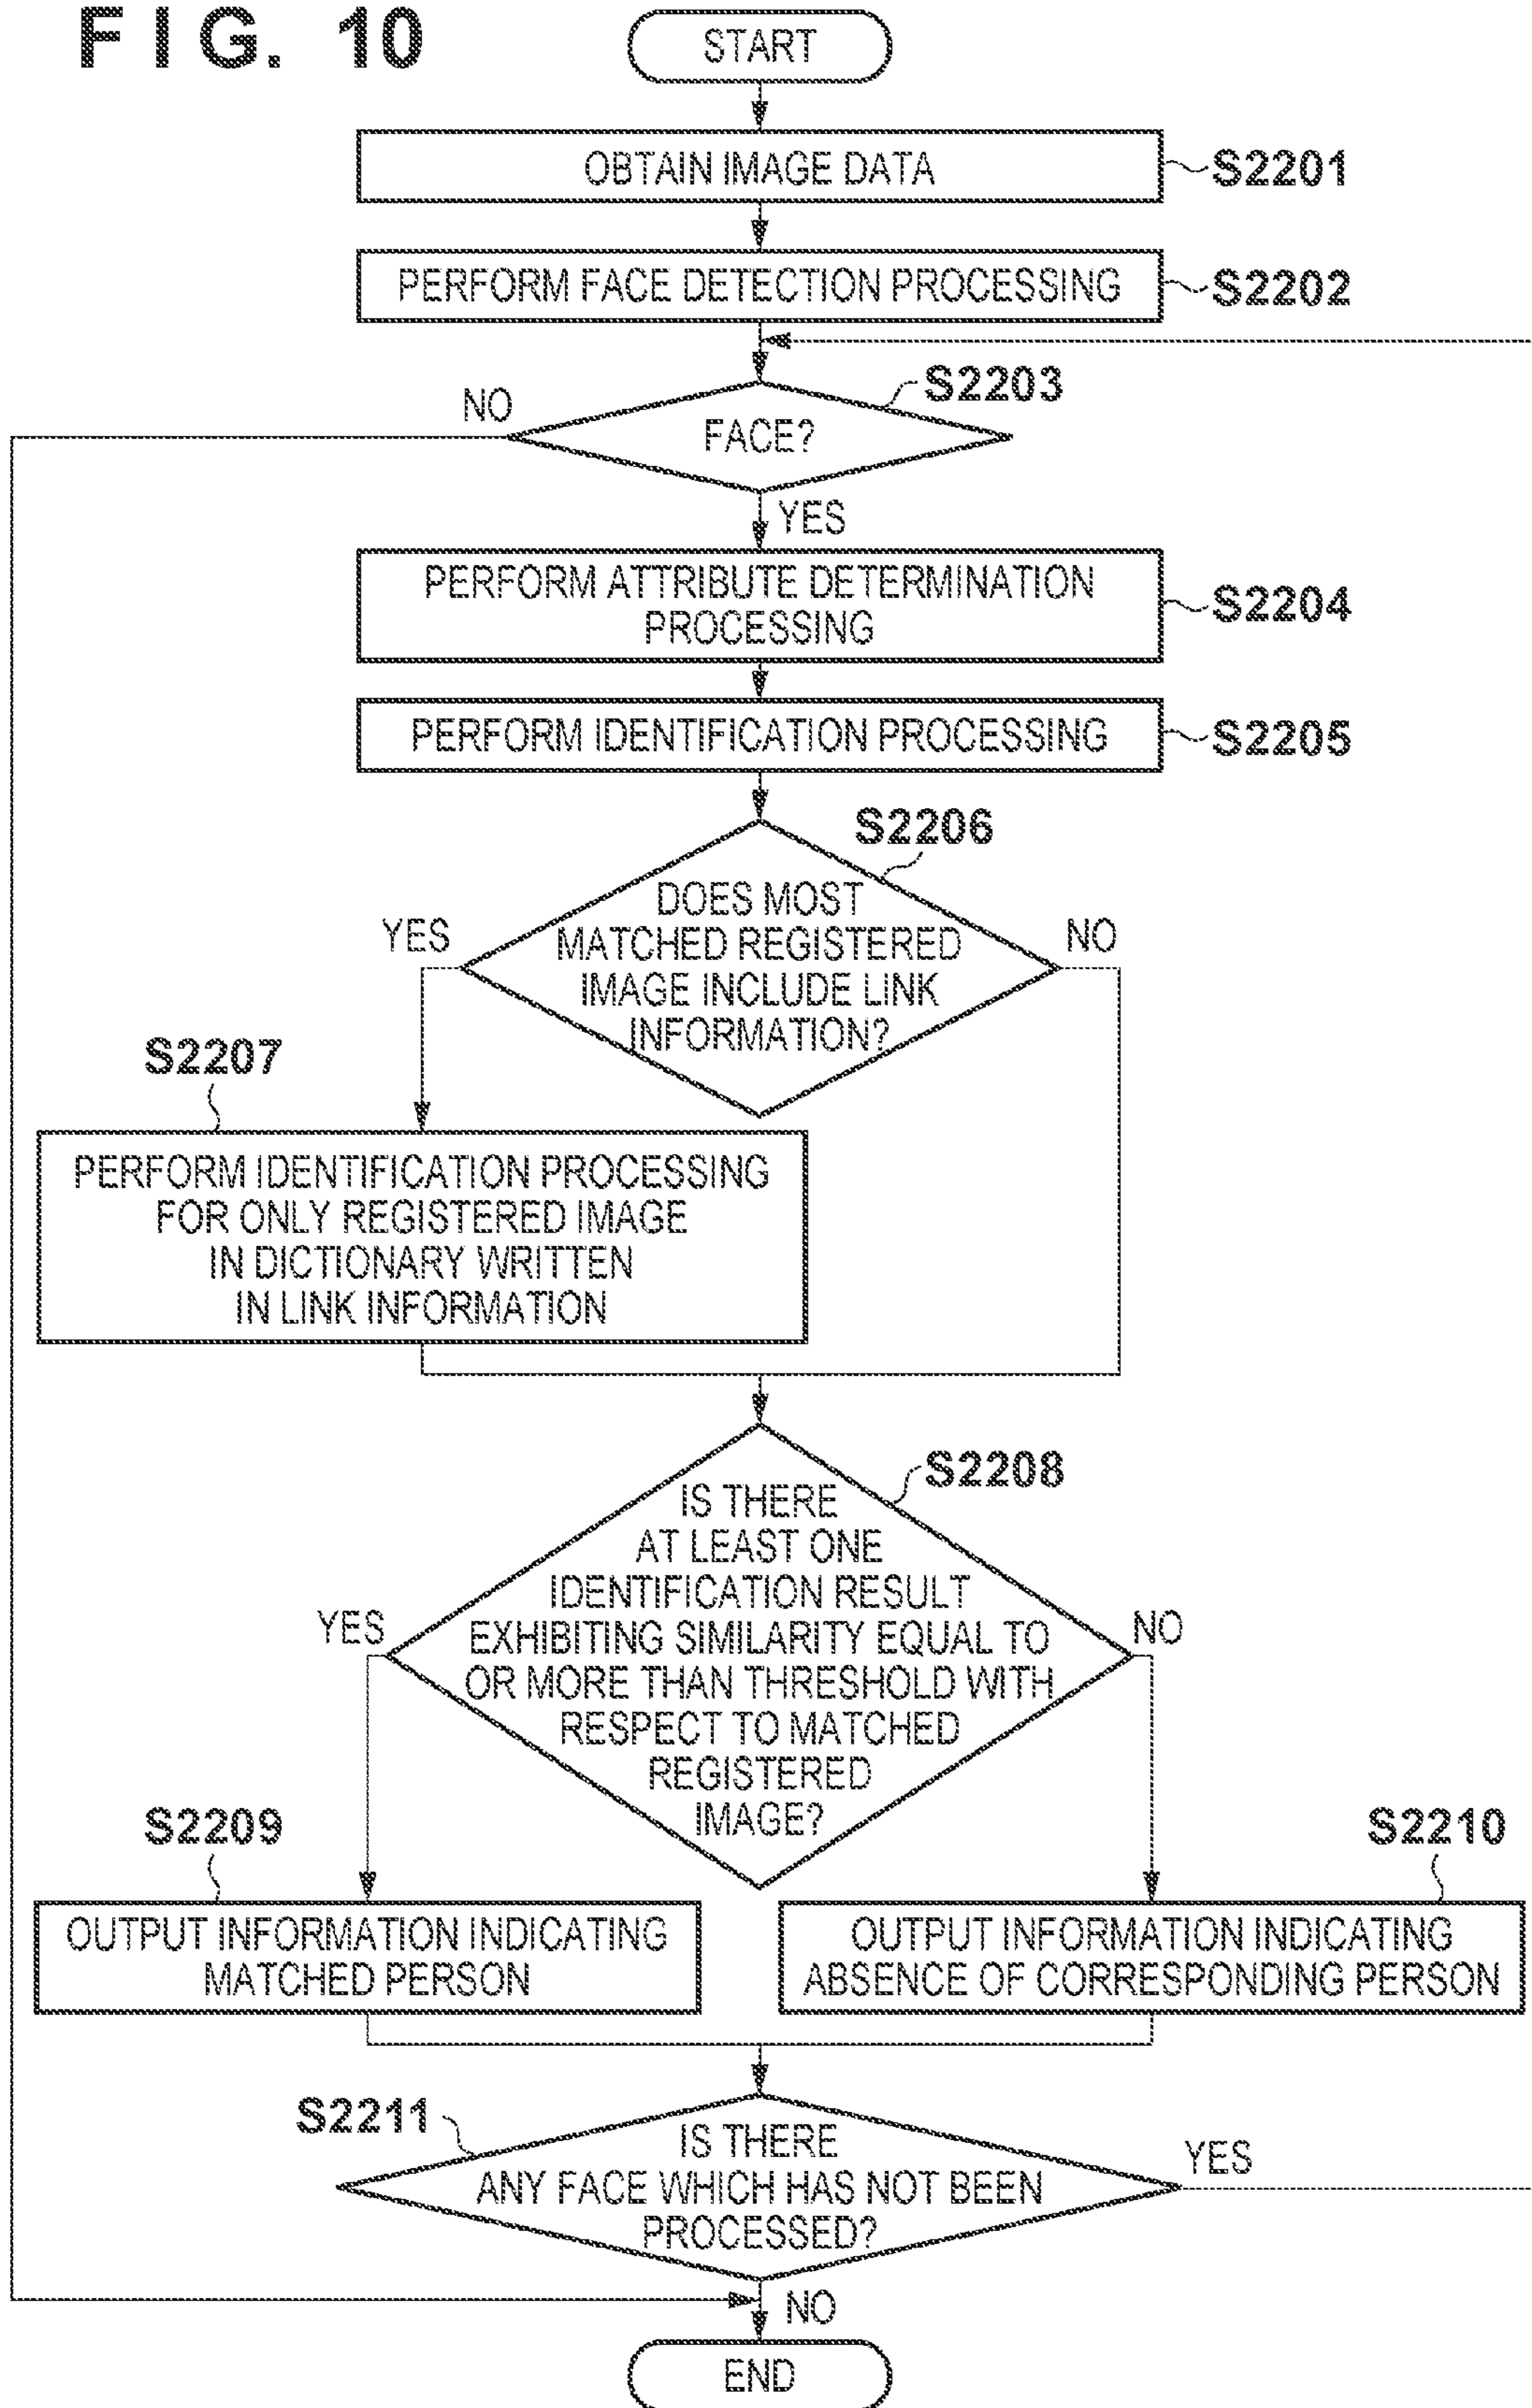 FIG. 10
START
OBTAIN IMAGE DATA
S2201
PERFORM FACE DETECTION PROCESSING
S2202
S2203
NO
FACE?
YES
PERFORM ATTRIBUTE DETERMINATION
PROCESSING
S2204
PERFORM IDENTIFICATION PROCESSING
S2205
S2206
YES
DOES MOST
MATCHED REGISTERED
IMAGE INCLUDE LINK
INFORMATION?
NO
S2207
PERFORM IDENTIFICATION PROCESSING
FOR ONLY REGISTERED IMAGE
IN DICTIONARY WRITTEN
IN LINK INFORMATION
S2208
YES
IS THERE
AT LEAST ONE
IDENTIFICATION RESULT
EXHIBITING SIMILARITY EQUAL TO
OR MORE THAN THRESHOLD WITH
RESPECT TO MATCHED
REGISTERED
IMAGE?
NO
S2209
OUTPUT INFORMATION INDICATING
MATCHED PERSON
S2210
OUTPUT INFORMATION INDICATING
ABSENCE OF CORRESPONDING PERSON
S2211
IS THERE
ANY FACE WHICH HAS NOT BEEN
PROCESSED?
YES
NO
END